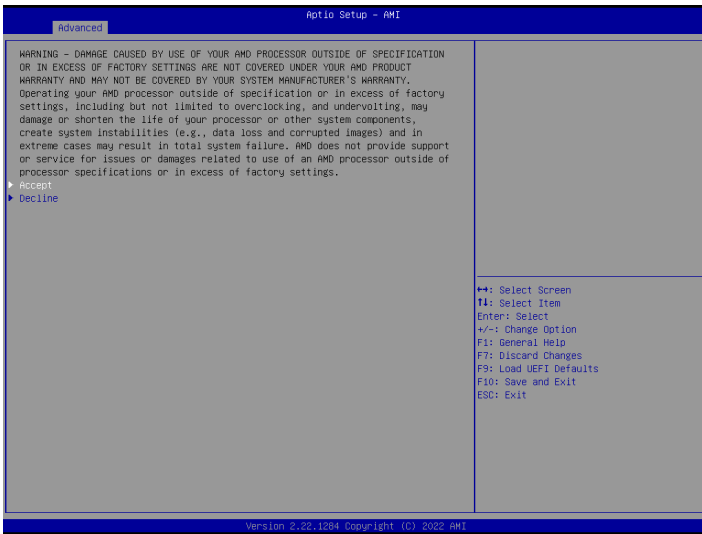 Aptio Setup – AMI
Advanced
WARNING – DAMAGE CAUSED BY USE OF YOUR AMD PROCESSOR OUTSIDE OF SPECIFICATION
OR IN EXCESS OF FACTORY SETTINGS ARE NOT COVERED UNDER YOUR AMD PRODUCT
WARRANTY AND MAY NOT BE COVERED BY YOUR SYSTEM MANUFACTURER'S WARRANTY.
Operating your AMD processor outside of specification or in excess of factory
settings, including but not limited to overclocking, and undervolting, may
damage or shorten the life of your processor or other system components,
create system instabilities (e.g., data loss and corrupted images) and in
extreme cases may result in total system failure. AMD does not provide support
or service for issues or damages related to use of an AMD processor outside of
processor specifications or in excess of factory settings.
Accept
Decline
↔: Select Screen
↑↓: Select Item
Enter: Select
+/-: Change Option
F1: General Help
F7: Discard Changes
F9: Load UEFI Defaults
F10: Save and Exit
ESC: Exit
Version 2.22.1284 Copyright (C) 2022 AMI